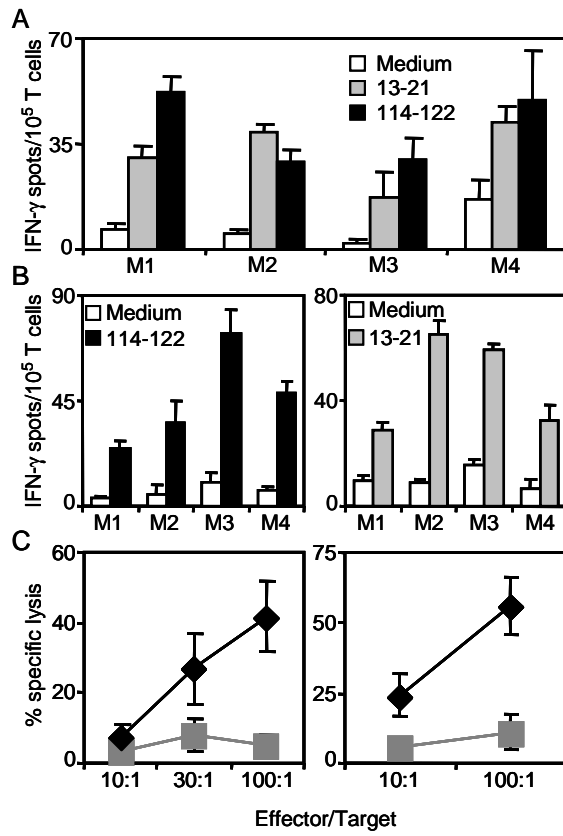 A
IFN-γ spots/10⁵ T cells
70
35
0
Medium
13-21
114-122
M1 M2 M3 M4
B
IFN-γ spots/10⁵ T cells
90
45
0
Medium
114-122
M1 M2 M3 M4
80
40
0
Medium
13-21
M1 M2 M3 M4
C
% specific lysis
60
40
20
0
10:1 30:1 100:1
75
50
25
0
10:1 100:1
Effector/Target